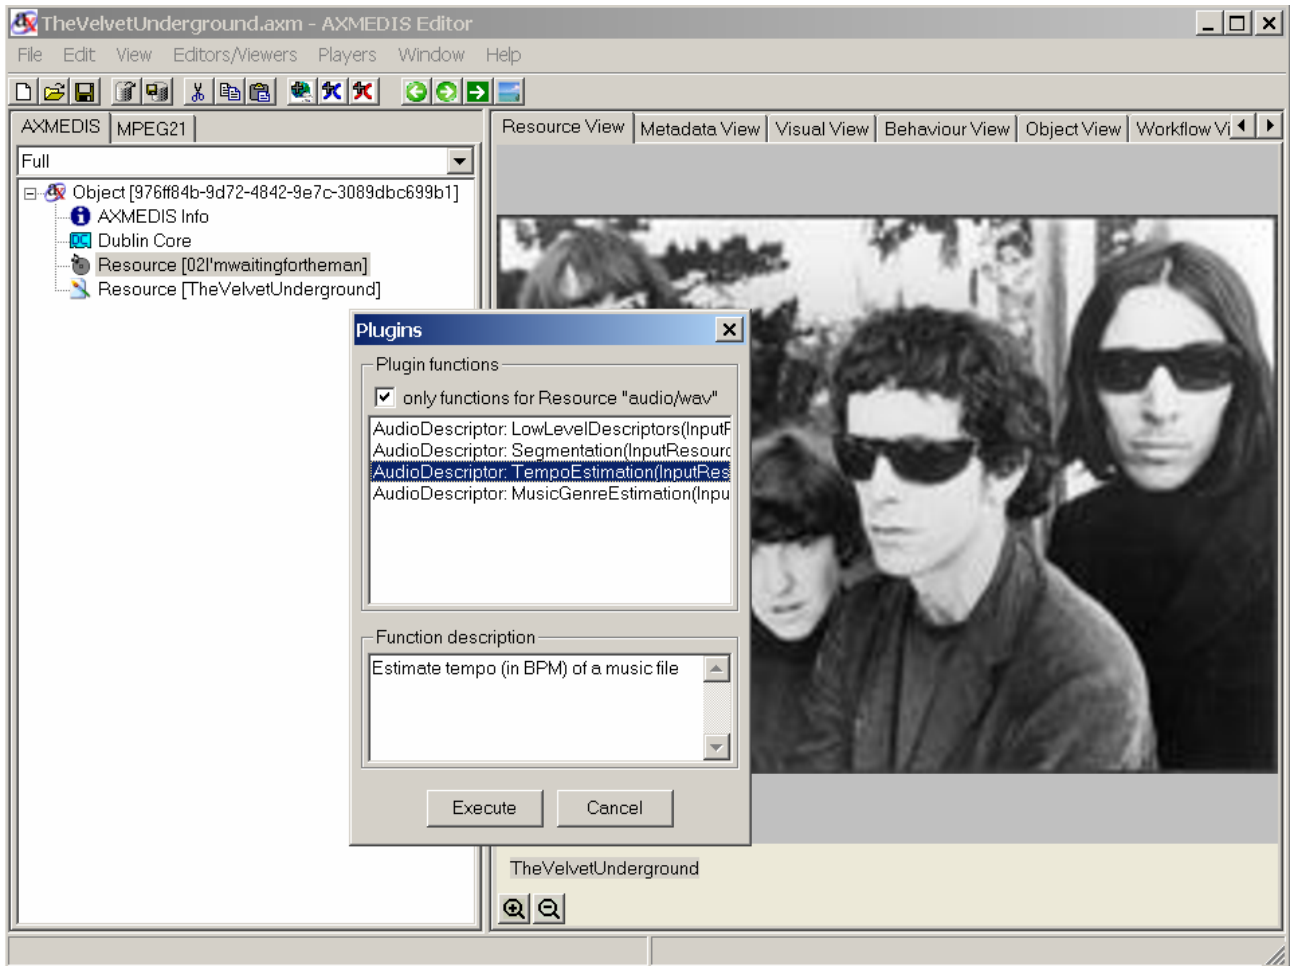 TheVelvetUnderground.axm - AXMEDIS Editor
File Edit View Editors/Viewers Players Window Help
AXMEDIS MPEG21
Full
Object [976ff84b-9d72-4842-9e7c-3089dbc699b1]
AXMEDIS Info
DC Dublin Core
Resource [02I'mwaitingfortheman]
Resource [TheVelvetUnderground]
Resource View Metadata View Visual View Behaviour View Object View Workflow Vi
Plugins
Plugin functions
only functions for Resource "audio/wav"
AudioDescriptor: LowLevelDescriptors(InputF
AudioDescriptor: Segmentation(InputResourc
AudioDescriptor: TempoEstimation(InputRes
AudioDescriptor: MusicGenreEstimation(Inpu
Function description
Estimate tempo (in BPM) of a music file
Execute Cancel
TheVelvetUnderground